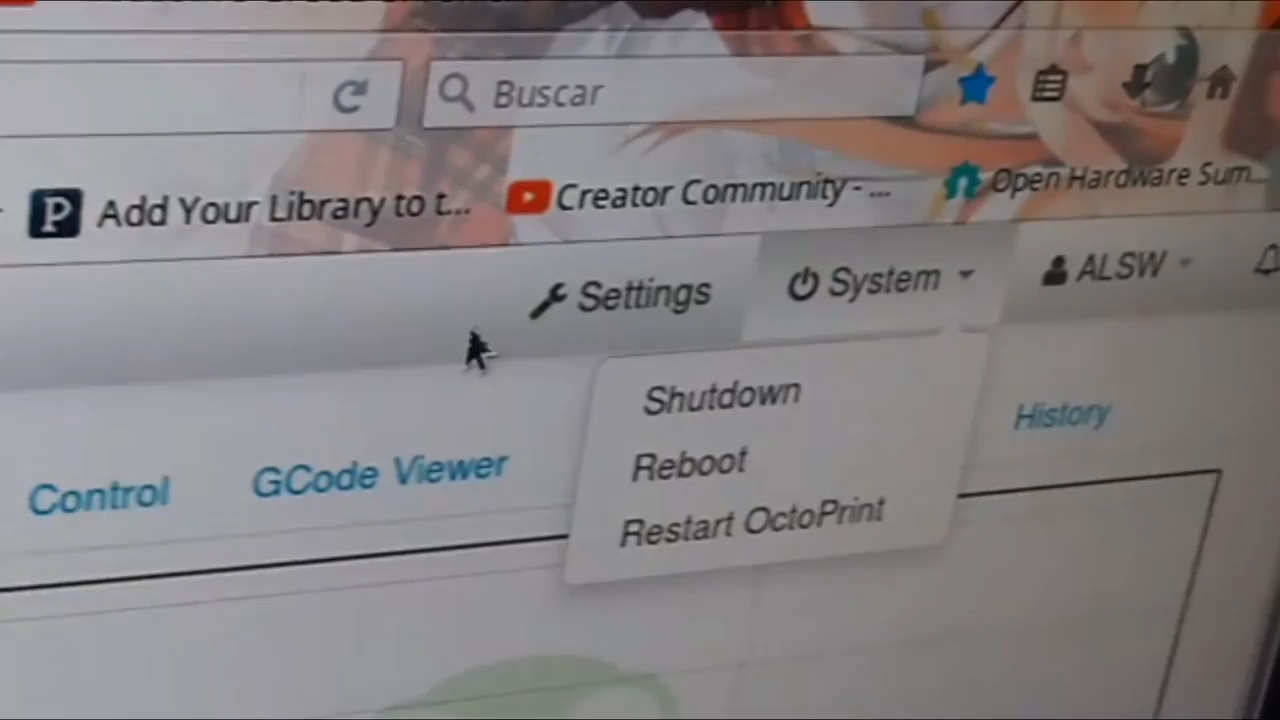 Buscar
Add Your Library to t...
Creator Community - ...
Open Hardware Sum...
Settings
System
ALSW
Shutdown
Reboot
Restart OctoPrint
Control
GCode Viewer
History